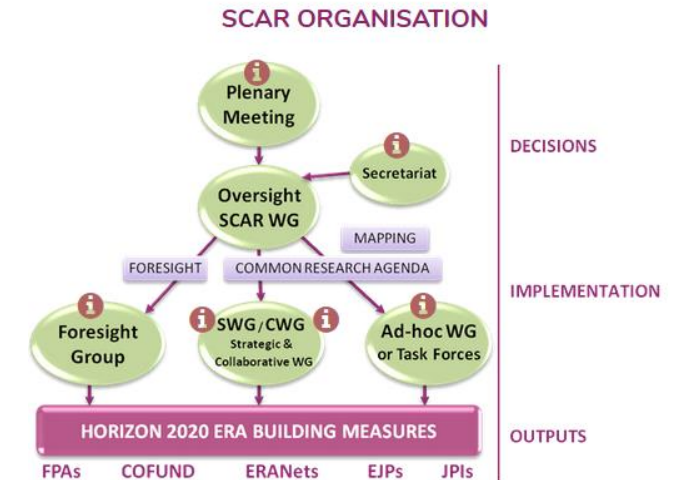 SCAR ORGANISATION
i
Plenary
Meeting
DECISIONS
i
Secretariat
Oversight
SCAR WG
MAPPING
FORESIGHT
COMMON RESEARCH AGENDA
IMPLEMENTATION
i
Foresight
Group
i
SWG / CWG
i
Strategic &
Collaborative WG
i
Ad-hoc WG
or Task Forces
HORIZON 2020 ERA BUILDING MEASURES
OUTPUTS
FPAs COFUND ERANets EJPs JPIs